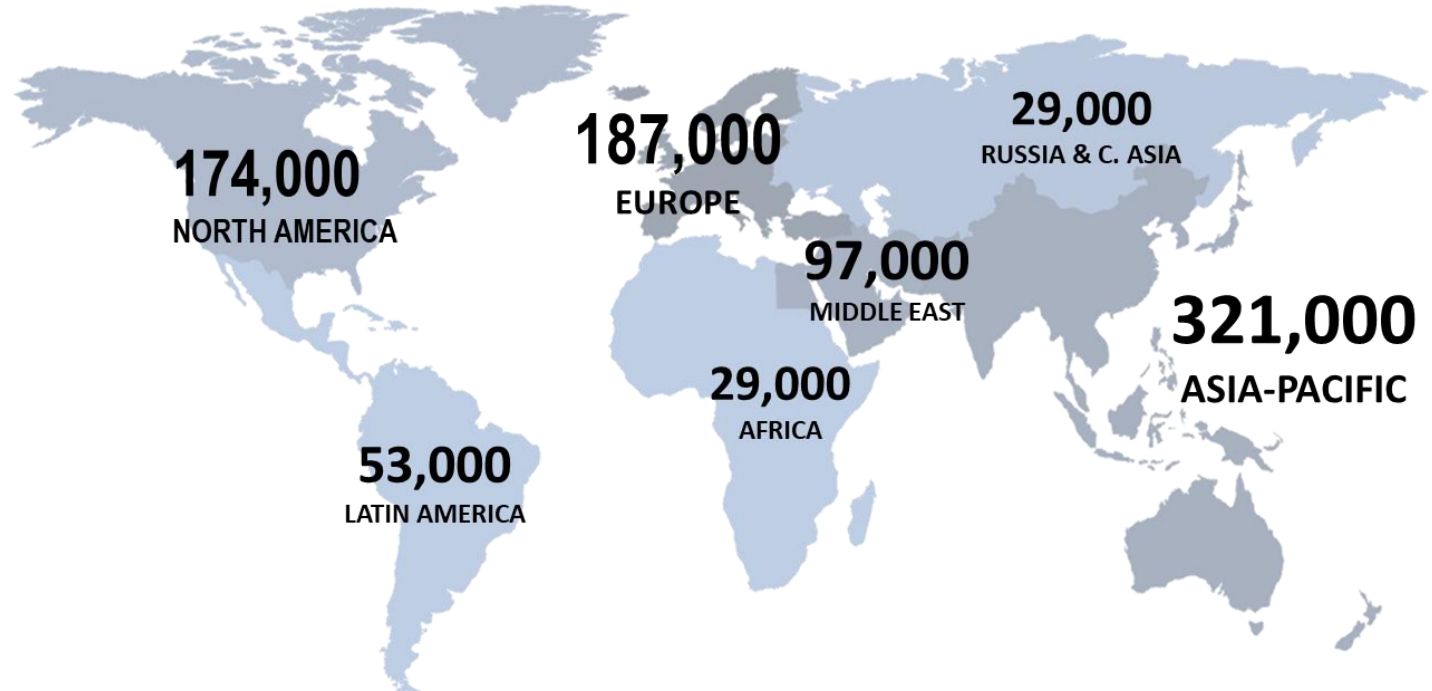 29,000
RUSSIA & C. ASIA
187,000
EUROPE
174,000
NORTH AMERICA
97,000
MIDDLE EAST
321,000
ASIA-PACIFIC
29,000
AFRICA
53,000
LATIN AMERICA